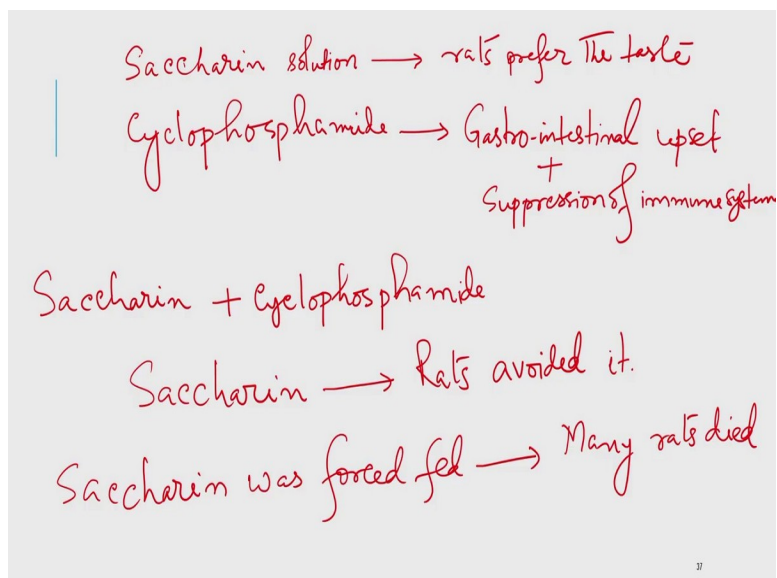 Saccharin solution → rats prefer the taste
Cyclophosphamide → Gastro-intestinal upset
+
Suppression of immune system
Saccharin + Cyclophosphamide
Saccharin → Rats avoided it.
Saccharin was forced fed → Many rats died
37